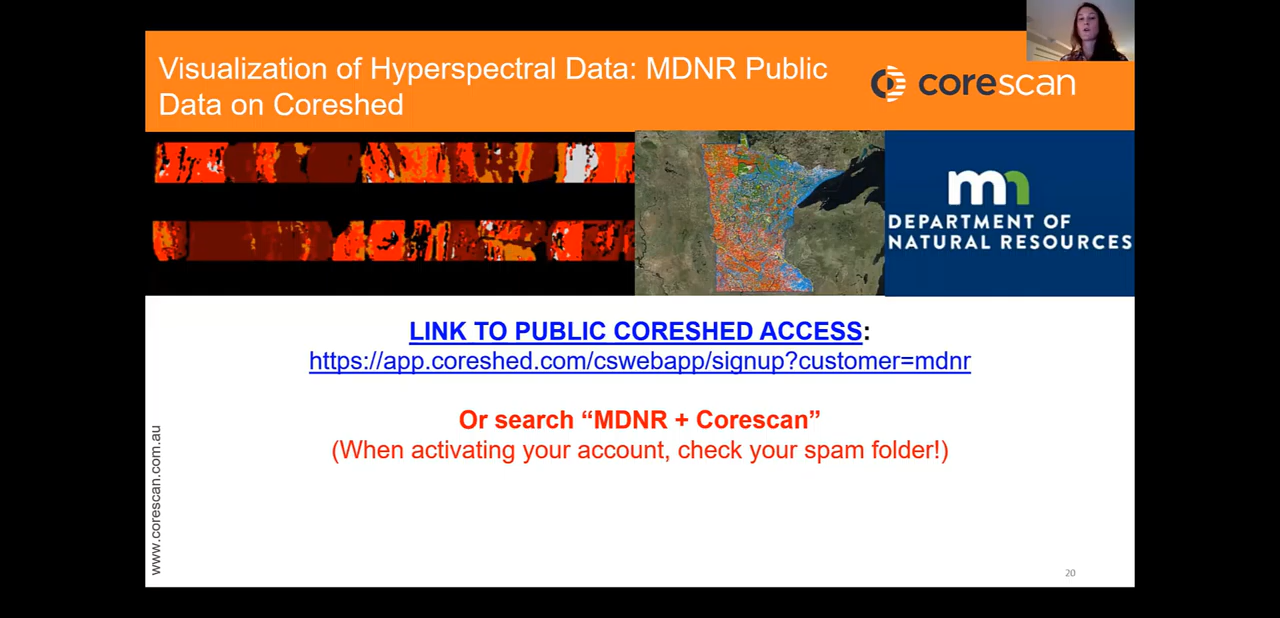 Visualization of Hyperspectral Data: MDNR Public
Data on Coreshed
corescan
mn
DEPARTMENT OF
NATURAL RESOURCES
LINK TO PUBLIC CORESHED ACCESS:
https://app.coreshed.com/cswebapp/signup?customer=mdnr
Or search “MDNR + Corescan”
(When activating your account, check your spam folder!)
www.corescan.com.au
20